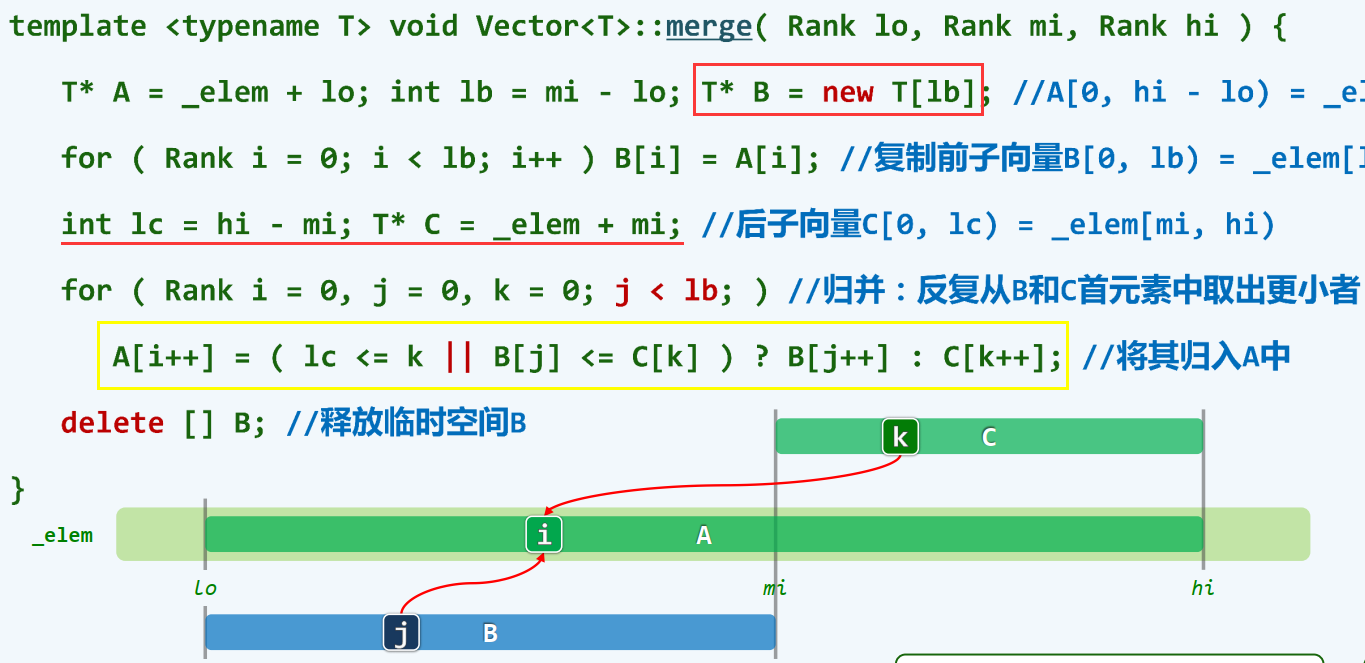 template <typename T> void Vector<T>::merge( Rank lo, Rank mi, Rank hi ) {
T* A = _elem + lo; int lb = mi - lo; T* B = new T[lb]; //A[0, hi - lo) = _el
for ( Rank i = 0; i < lb; i++ ) B[i] = A[i]; //复制前子向量B[0, lb) = _elem[l
int lc = hi - mi; T* C = _elem + mi; //后子向量C[0, lc) = _elem[mi, hi)
for ( Rank i = 0, j = 0, k = 0; j < lb; ) //归并：反复从B和C首元素中取出更小者
A[i++] = ( lc <= k || B[j] <= C[k] ) ? B[j++] : C[k++]; //将其归入A中
delete [] B; //释放临时空间B
k C
}
_elem i A
lo mi hi
j B